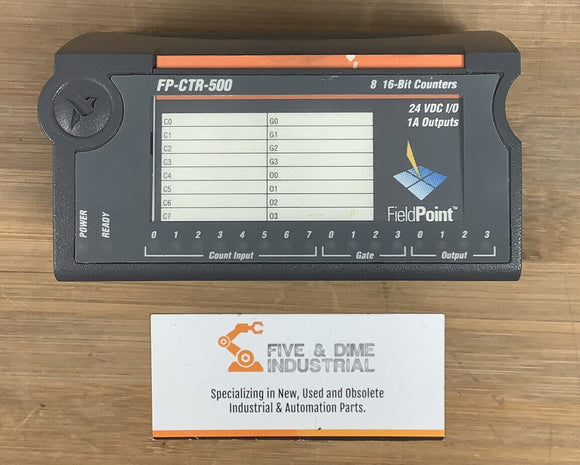 8
FP-CTR-500
8 16-Bit Counters
24 VDC I/O
1A Outputs
C0 G0
C1 G1
C2 G2
C3 G3
C4 O0
C5 O1
C6 O2
C7 O3
FieldPoint™
POWER
READY
0 1 2 3 4 5 6 7 0 1 2 3 0 1 2 3
Count Input Gate Output
FIVE & DIME
INDUSTRIAL
Specializing in New, Used and Obsolete
Industrial & Automation Parts.